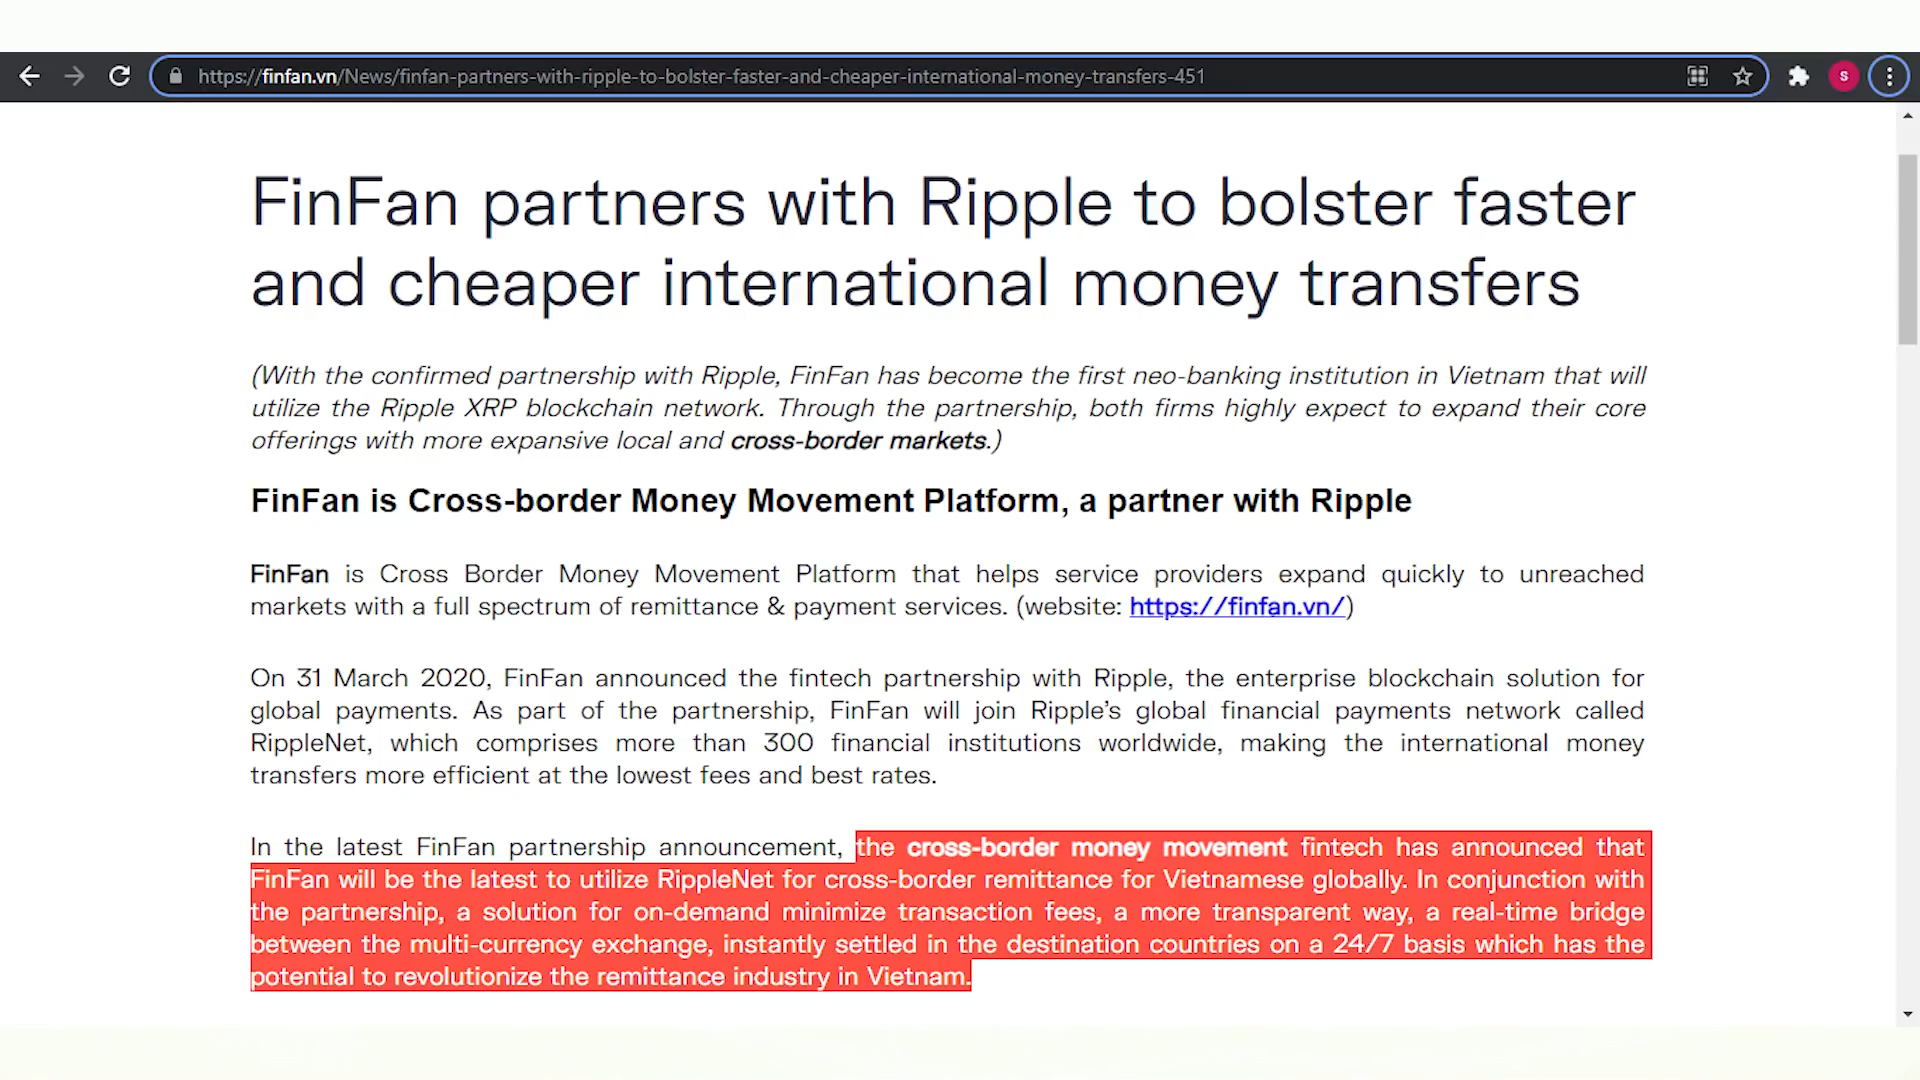 https://finfan.vn/News/finfan-partners-with-ripple-to-bolster-faster-and-cheaper-international-money-transfers-451
S
FinFan partners with Ripple to bolster faster
and cheaper international money transfers
(With the confirmed partnership with Ripple, FinFan has become the first neo-banking institution in Vietnam that will
utilize the Ripple XRP blockchain network. Through the partnership, both firms highly expect to expand their core
offerings with more expansive local and cross-border markets.)
FinFan is Cross-border Money Movement Platform, a partner with Ripple
FinFan is Cross Border Money Movement Platform that helps service providers expand quickly to unreached
markets with a full spectrum of remittance & payment services. (website: https://finfan.vn/)
On 31 March 2020, FinFan announced the fintech partnership with Ripple, the enterprise blockchain solution for
global payments. As part of the partnership, FinFan will join Ripple’s global financial payments network called
RippleNet, which comprises more than 300 financial institutions worldwide, making the international money
transfers more efficient at the lowest fees and best rates.
In the latest FinFan partnership announcement, the cross-border money movement fintech has announced that
FinFan will be the latest to utilize RippleNet for cross-border remittance for Vietnamese globally. In conjunction with
the partnership, a solution for on-demand minimize transaction fees, a more transparent way, a real-time bridge
between the multi-currency exchange, instantly settled in the destination countries on a 24/7 basis which has the
potential to revolutionize the remittance industry in Vietnam.